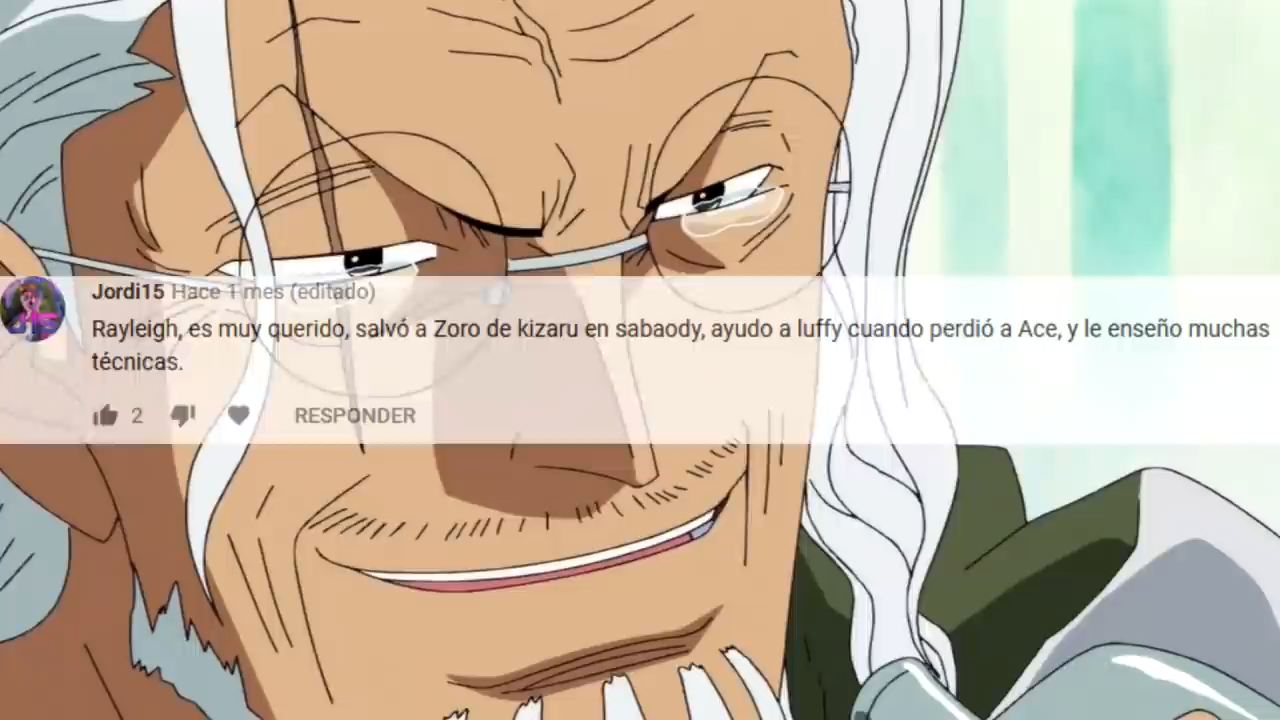 Jordi15 Hace 1 mes (editado)
Rayleigh, es muy querido, salvó a Zoro de kizaru en sabaody, ayudo a luffy cuando perdió a Ace, y le enseño muchas
técnicas.
2 RESPONDER